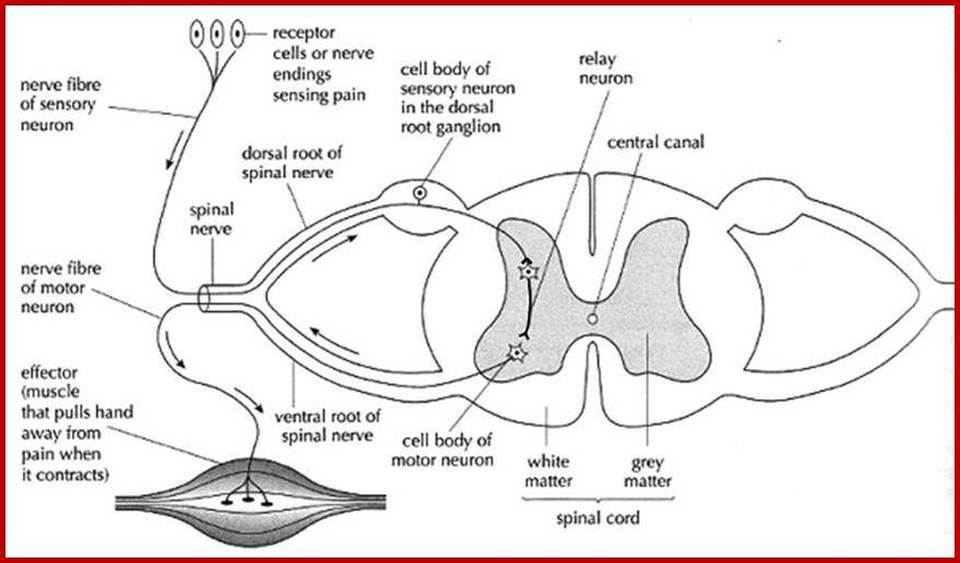 receptor
cells or nerve
endings
sensing pain
nerve fibre
of sensory
neuron
cell body of
sensory neuron
in the dorsal
root ganglion
relay
neuron
central canal
dorsal root of
spinal nerve
spinal
nerve
nerve fibre
of motor
neuron
effector
(muscle
that pulls hand
away from
pain when
it contracts)
ventral root of
spinal nerve
cell body of
motor neuron
white
matter
grey
matter
spinal cord